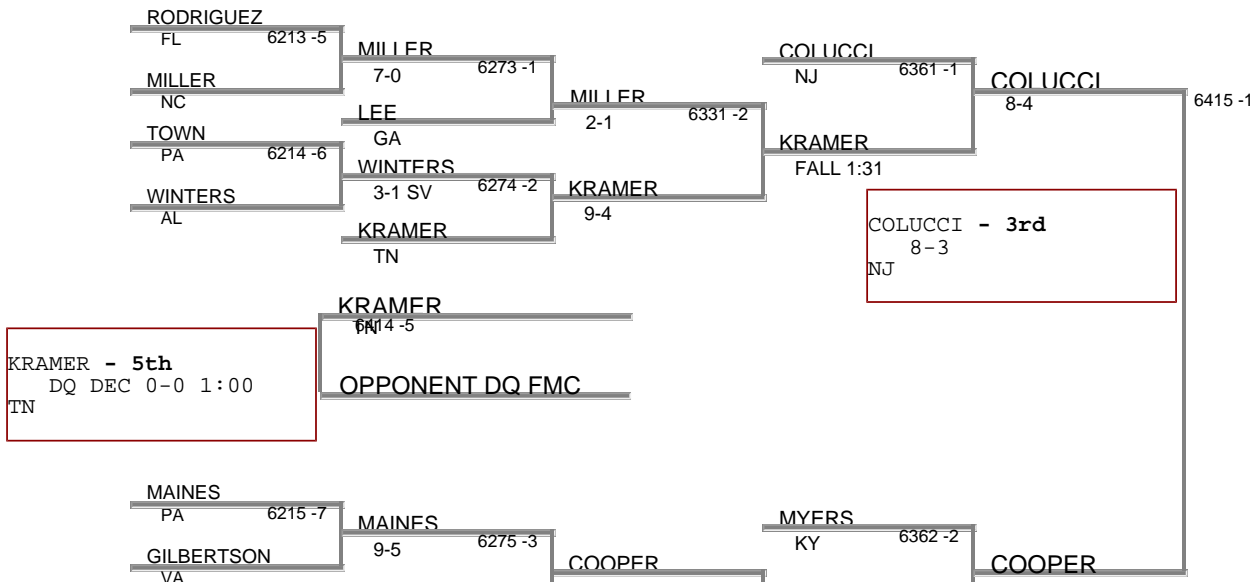 RODRIGUEZ
FL
6213 -5
MILLER
7-0
6273 -1
COLUCCI
NJ
6361 -1
COLUCCI
8-4
6415 -1
MILLER
NC
LEE
GA
MILLER
2-1
6331 -2
KRAMER
FALL 1:31
TOWN
PA
6214 -6
WINTERS
3-1 SV
6274 -2
KRAMER
9-4
WINTERS
AL
KRAMER
TN
COLUCCI - 3rd
8-3
NJ
KRAMER
TN
6414 -5
KRAMER - 5th
DQ DEC 0-0 1:00
TN
OPPONENT DQ FMC
MAINES
PA
6215 -7
MAINES
9-5
6275 -3
MYERS
KY
6362 -2
GILBERTSON
VA
COOPER
COOPER